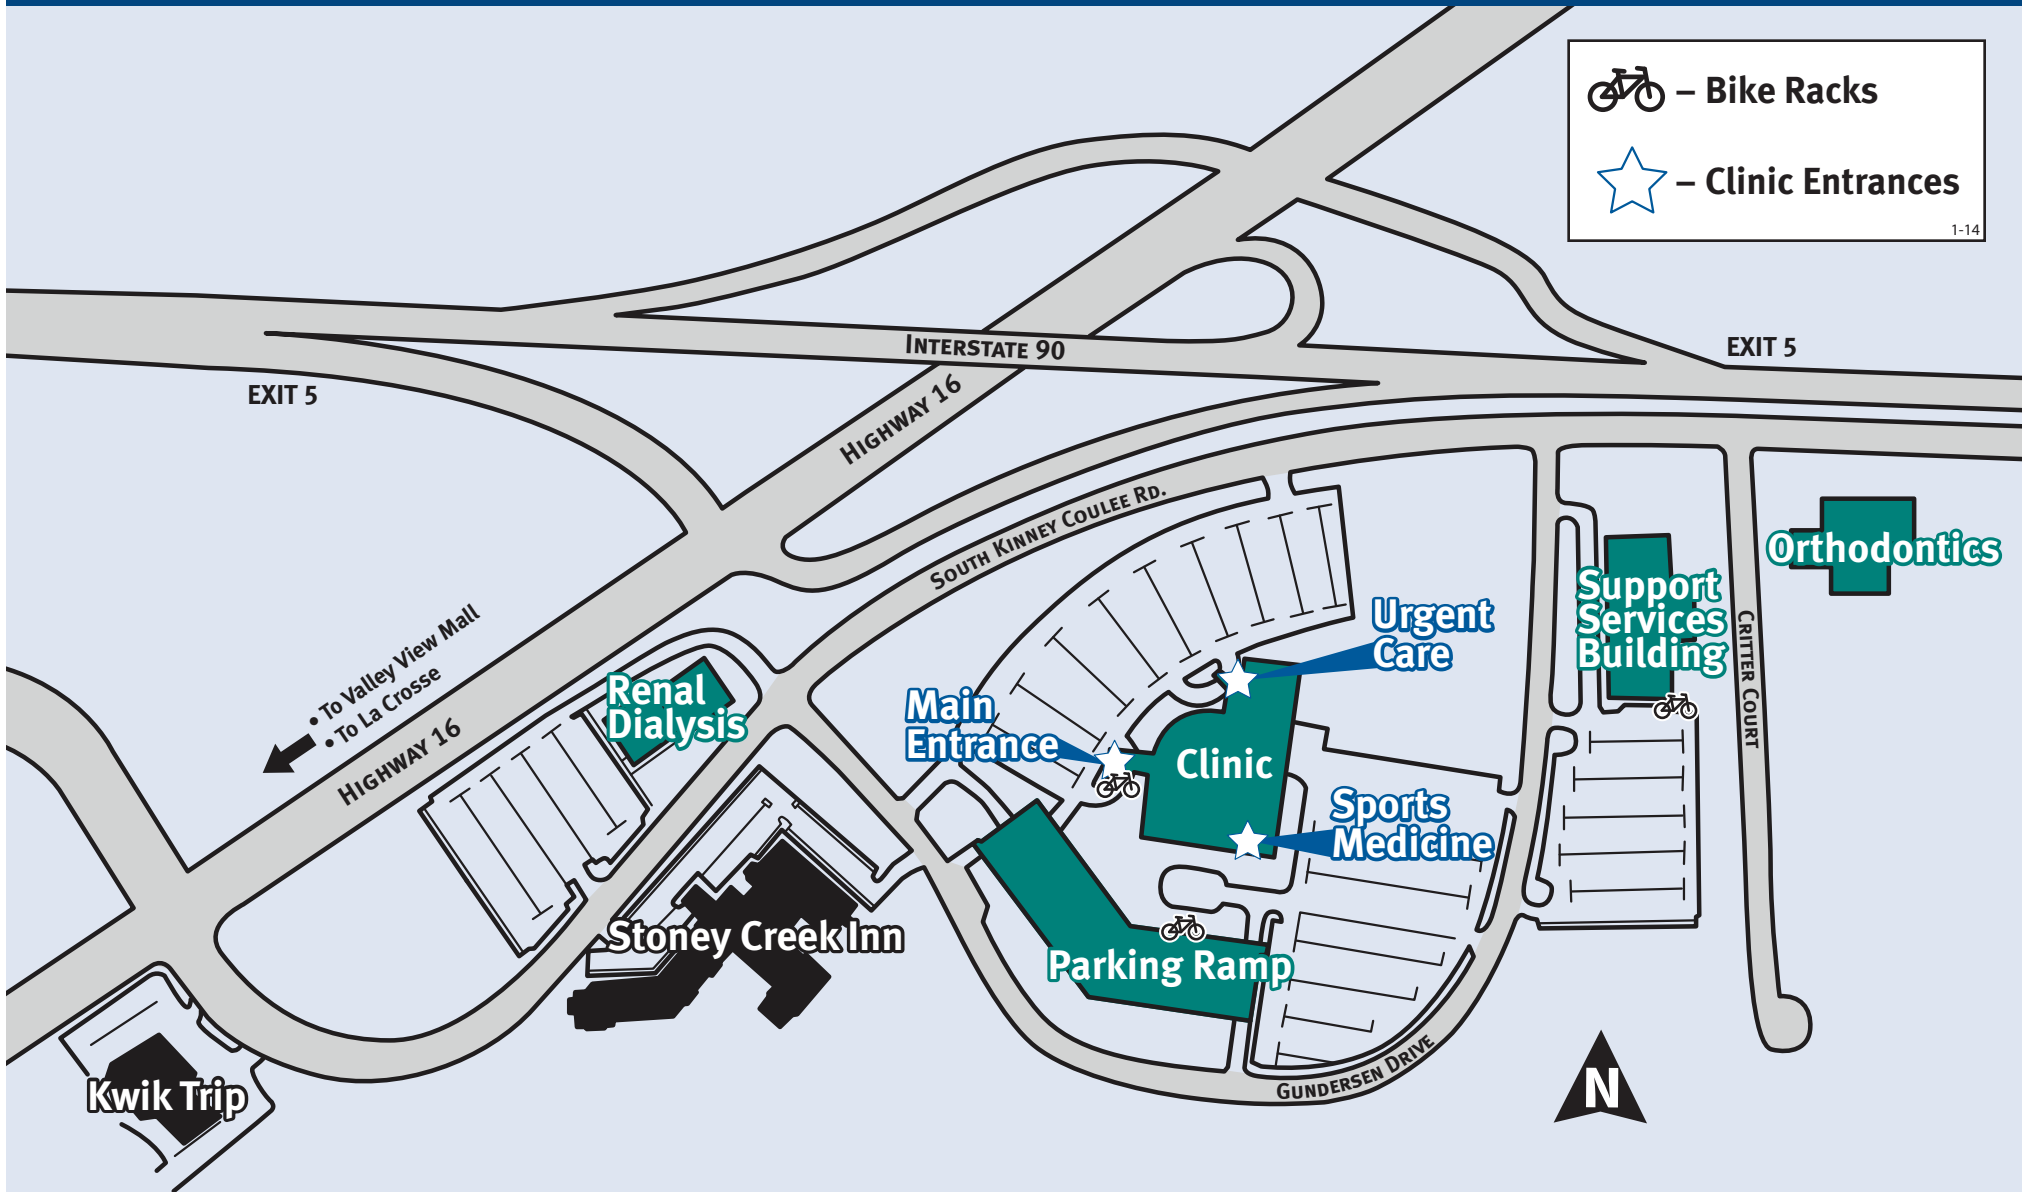 – Bike Racks
– Clinic Entrances
1-14
INTERSTATE 90
EXIT 5
EXIT 5
HIGHWAY 16
SOUTH KINNEY COULEE RD.
Orthodontics
Support
Services
Building
CRITTER COURT
Urgent
Care
• To Valley View Mall
• To La Crosse
HIGHWAY 16
Renal
Dialysis
Main
Entrance
Clinic
Sports
Medicine
Stoney Creek Inn
Parking Ramp
GUNDERSEN DRIVE
Kwik Trip
N